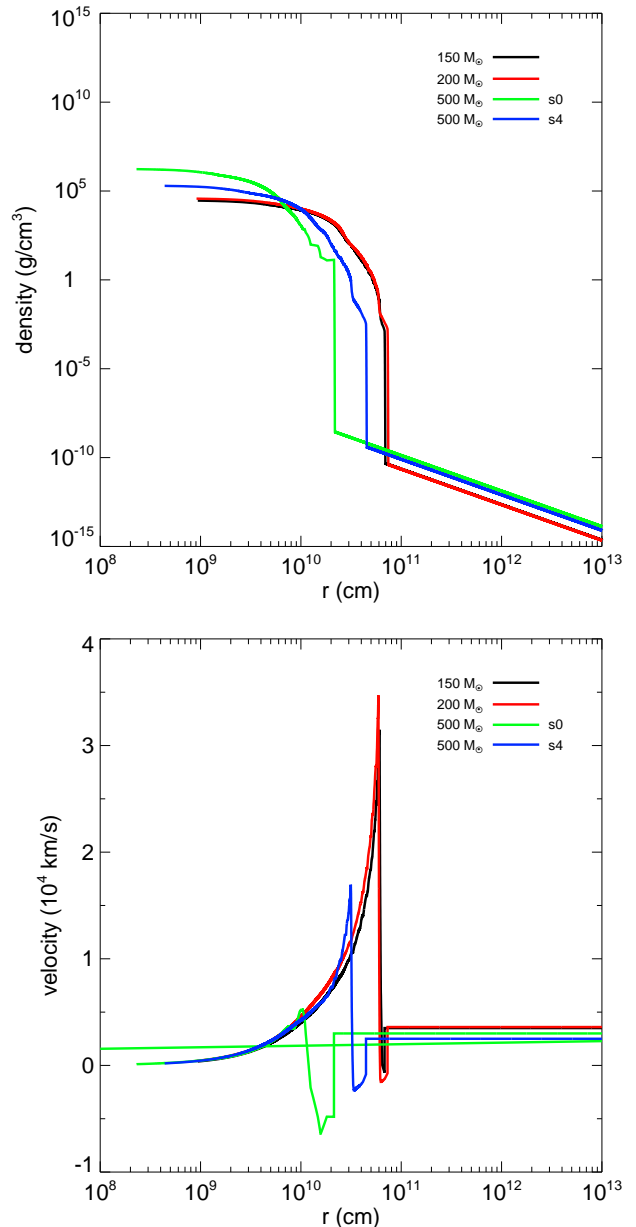 10^15
10^10
10^5
1
10^-5
10^-10
10^-15
density (g/cm^3)
150 M☉
200 M☉
500 M☉ s0
500 M☉ s4
10^8 10^9 10^10 10^11 10^12 10^13
r (cm)
4
3
2
1
0
-1
velocity (10^4 km/s)
150 M☉
200 M☉
500 M☉ s0
500 M☉ s4
10^8 10^9 10^10 10^11 10^12 10^13
r (cm)